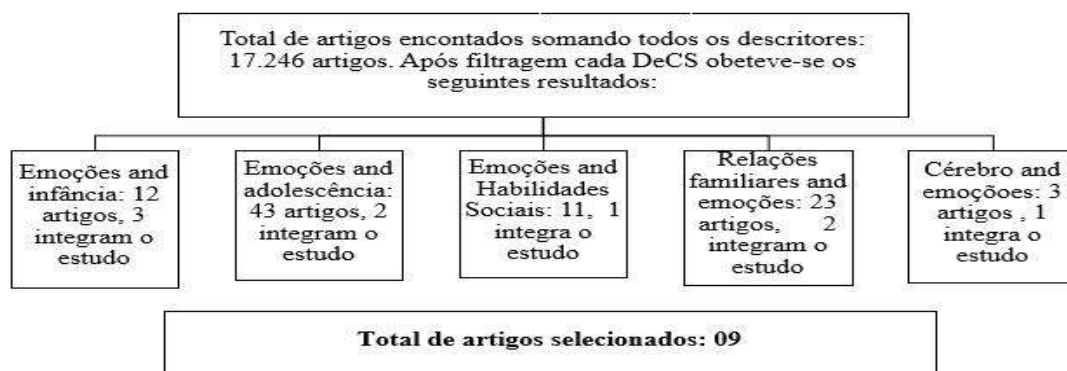 Total de artigos encontados somando todos os descritores:
17.246 artigos. Após filtragem cada DeCS obeteve-se os
seguintes resultados:
Emoções and
infância: 12
artigos, 3
integram o
estudo
Emoções and
adolescência:
43 artigos, 2
integram o
estudo
Emoções and
Habilidades
Sociais: 11, 1
integra o
estudo
Relações
familiares and
emoções: 23
artigos, 2
integram o
estudo
Cérebro and
emoçõoes: 3
artigos , 1
integra o
estudo
Total de artigos selecionados: 09